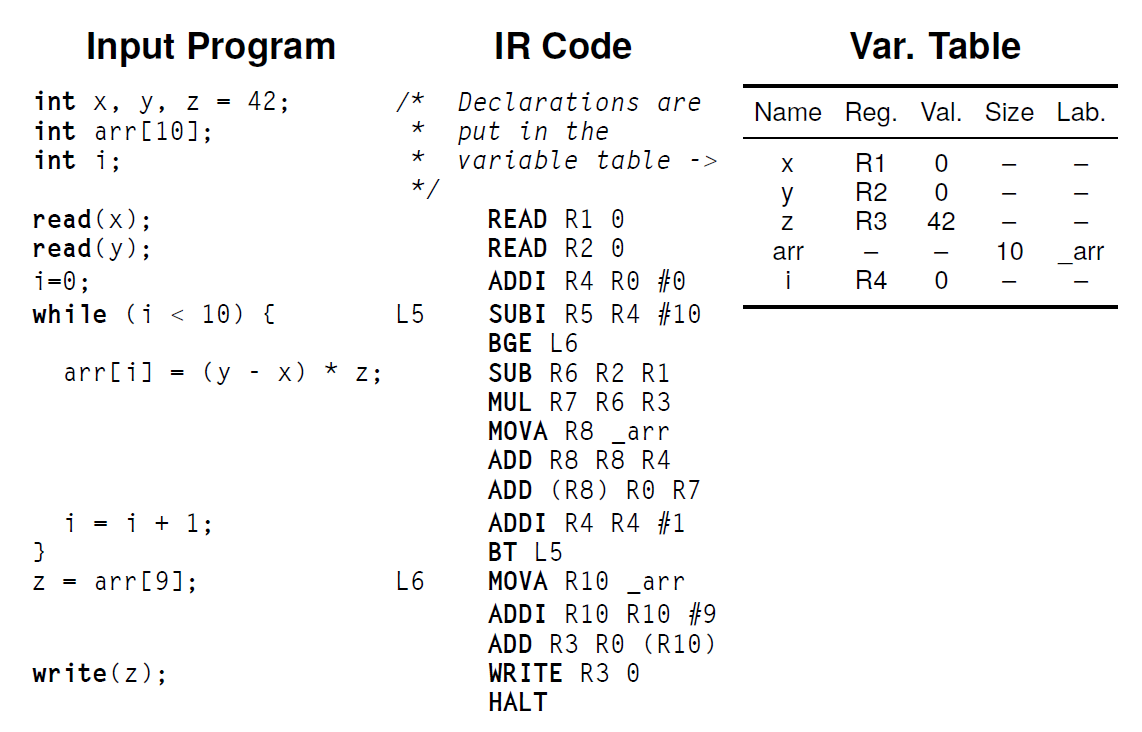 Input Program IR Code Var. Table
int x, y, z = 42; /* Declarations are
int arr[10]; * put in the
int i; * variable table ->
*/
read(x); READ R1 0
read(y); READ R2 0
i=0; ADDI R4 R0 #0
while (i < 10) { L5 SUBI R5 R4 #10
BGE L6
arr[i] = (y - x) * z; SUB R6 R2 R1
MUL R7 R6 R3
MOVA R8 _arr
ADD R8 R8 R4
ADD (R8) R0 R7
i = i + 1; ADDI R4 R4 #1
} BT L5
z = arr[9]; L6 MOVA R10 _arr
ADDI R10 R10 #9
ADD R3 R0 (R10)
write(z); WRITE R3 0
HALT
Name Reg. Val. Size Lab.
x R1 0 – –
y R2 0 – –
z R3 42 – –
arr – – 10 _arr
i R4 0 – –